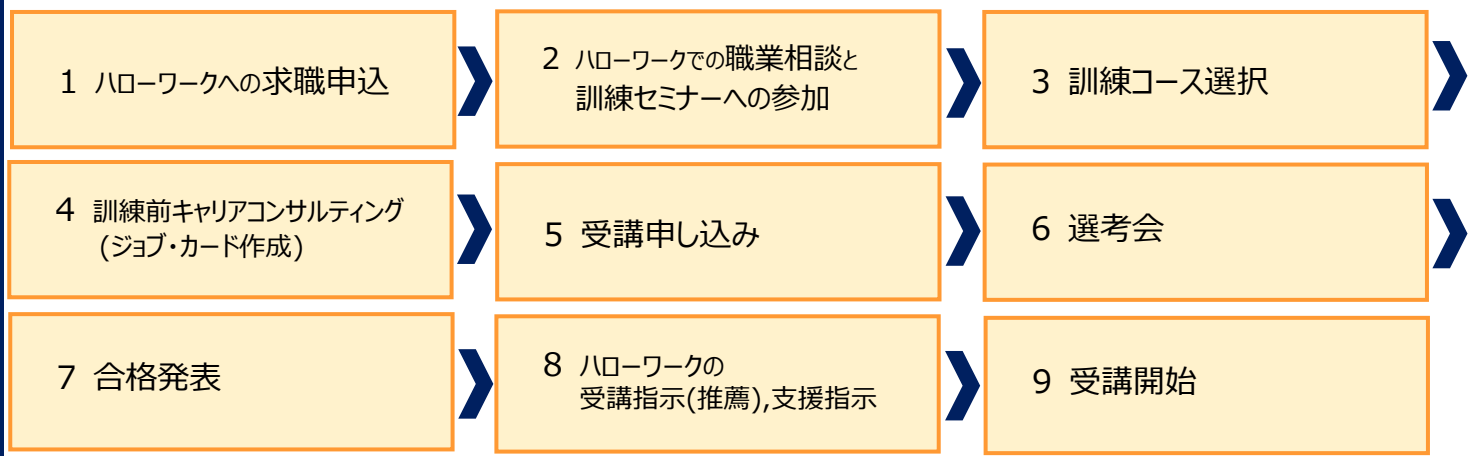 1 ハローワークへの求職申込
2 ハローワークでの職業相談と
訓練セミナーへの参加
3 訓練コース選択
4 訓練前キャリアコンサルティング
(ジョブ・カード作成)
5 受講申し込み
6 選考会
7 合格発表
8 ハローワークの
受講指示(推薦),支援指示
9 受講開始